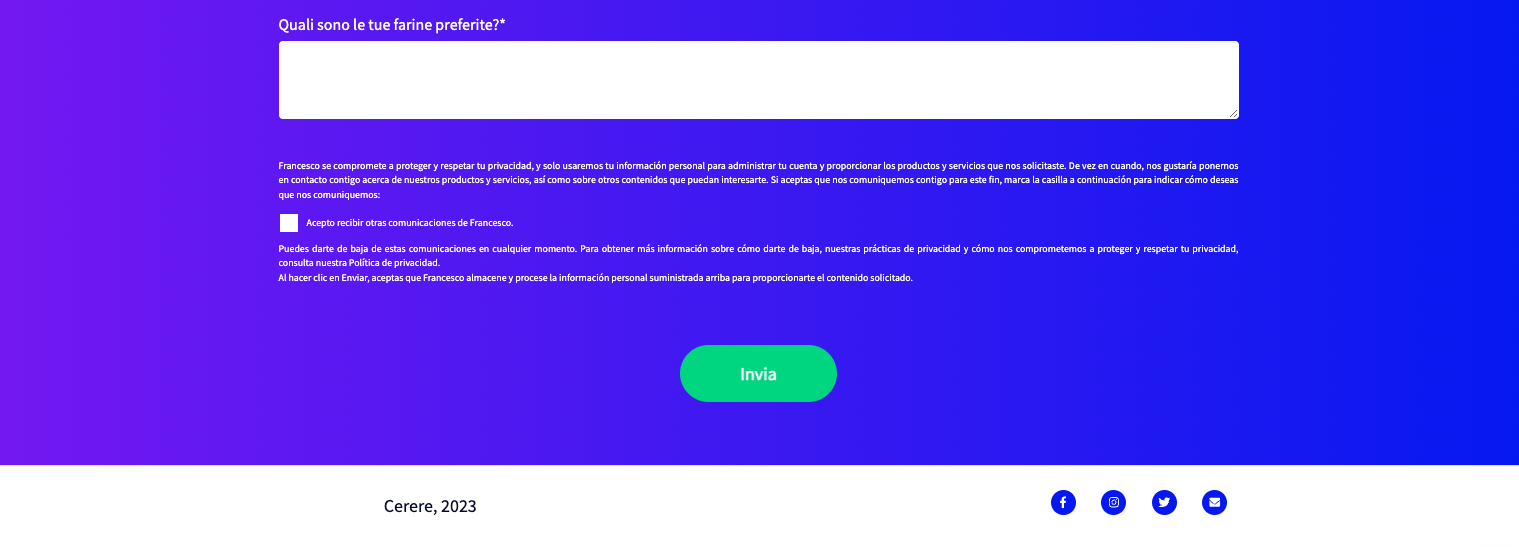 Quali sono le tue farine preferite?*
Francesco se compromete a proteger y respetar tu privacidad, y solo usaremos tu información personal para administrar tu cuenta y proporcionar los productos y servicios que nos solicitaste. De vez en cuando, nos gustaría ponernos
en contacto contigo acerca de nuestros productos y servicios, así como sobre otros contenidos que puedan interesarte. Si aceptas que nos comuniquemos contigo para este fin, marca la casilla a continuación para indicar cómo deseas
que nos comuniquemos:
Acepto recibir otras comunicaciones de Francesco.
Puedes darte de baja de estas comunicaciones en cualquier momento. Para obtener más información sobre cómo darte de baja, nuestras prácticas de privacidad y cómo nos comprometemos a proteger y respetar tu privacidad,
consulta nuestra Política de privacidad.
Al hacer clic en Enviar, aceptas que Francesco almacene y procese la información personal suministrada arriba para proporcionarte el contenido solicitado.
Invia
Cerere, 2023